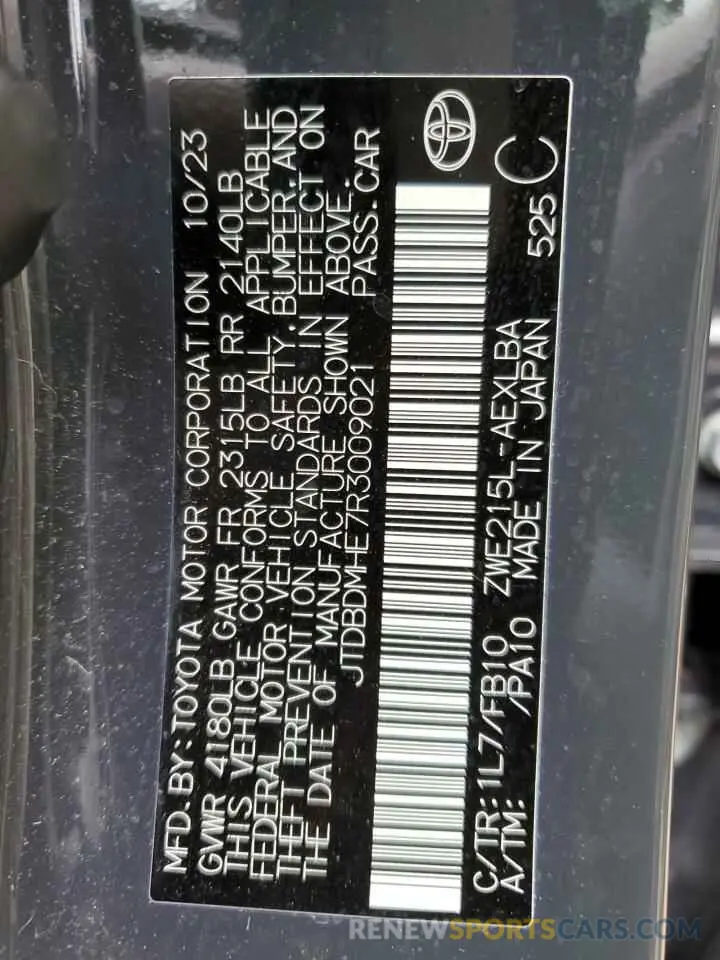 MFD.BY:TOYOTA MOTOR CORPORATION 10/23
GVWR 4180LB GAWR FR 2315LB RR 2140LB
THIS VEHICLE CONFORMS TO ALL APPLICABLE
FEDERAL MOTOR VEHICLE SAFETY, BUMPER, AND
THEFT PREVENTION STANDARDS IN EFFECT ON
THE DATE OF MANUFACTURE SHOWN ABOVE.
JTDBDMHE7R3009021 PASS.CAR
C/TR:1L7/FB10 ZWE215L-AEXLBA
A/TM: /PA10 MADE IN JAPAN 525 C
RENEWSPORTSCARS.COM